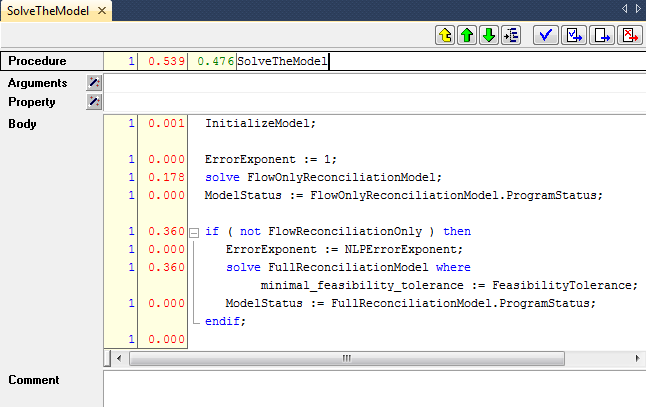 SolveTheModel
Procedure 1 0.539 0.476 SolveTheModel
Arguments
Property
Body 1 0.001 InitializeModel;
1 0.000 ErrorExponent := 1;
1 0.178 solve FlowOnlyReconciliationModel;
1 0.000 ModelStatus := FlowOnlyReconciliationModel.ProgramStatus;
1 0.360 if ( not FlowReconciliationOnly ) then
1 0.000 ErrorExponent := NLPErrorExponent;
1 0.360 solve FullReconciliationModel where
minimal_feasibility_tolerance := FeasibilityTolerance;
1 0.000 ModelStatus := FullReconciliationModel.ProgramStatus;
endif;
1 0.000
Comment